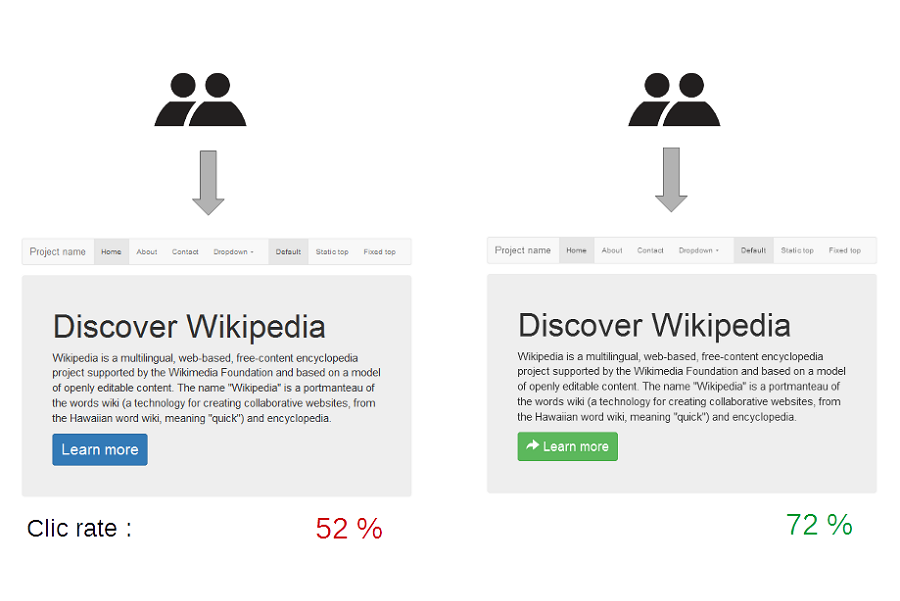 Project name Home About Contact Dropdown Default Static top Fixed top
Discover Wikipedia
Wikipedia is a multilingual, web-based, free-content encyclopedia
project supported by the Wikimedia Foundation and based on a model
of openly editable content. The name "Wikipedia" is a portmanteau of
the words wiki (a technology for creating collaborative websites, from
the Hawaiian word wiki, meaning "quick") and encyclopedia.
Learn more
Clic rate : 52 %
Project name Home About Contact Dropdown Default Static top Fixed top
Discover Wikipedia
Wikipedia is a multilingual, web-based, free-content encyclopedia
project supported by the Wikimedia Foundation and based on a model
of openly editable content. The name "Wikipedia" is a portmanteau of
the words wiki (a technology for creating collaborative websites, from
the Hawaiian word wiki, meaning "quick") and encyclopedia.
Learn more
72 %